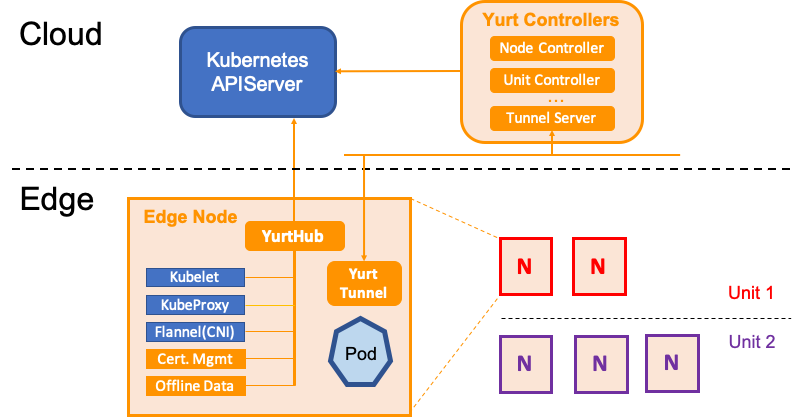 Cloud
Kubernetes
APIServer
Yurt Controllers
Node Controller
Unit Controller
...
Tunnel Server
Edge
Edge Node
YurtHub
Yurt
Tunnel
Kubelet
KubeProxy
Flannel(CNI)
Cert. Mgmt
Offline Data
Pod
N
N
Unit 1
Unit 2
N
N
N